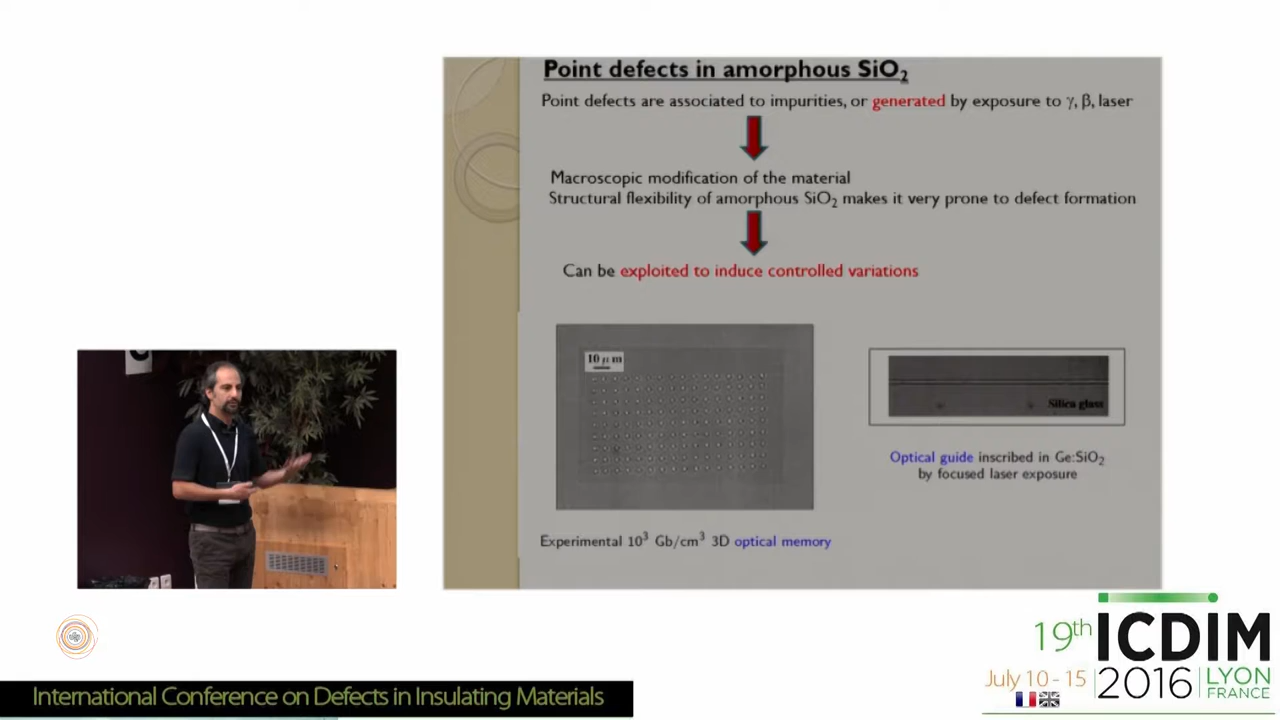 Point defects in amorphous SiO₂
Point defects are associated to impurities, or generated by exposure to γ, β, laser
Macroscopic modification of the material
Structural flexibility of amorphous SiO₂ makes it very prone to defect formation
Can be exploited to induce controlled variations
10 μm
Silica glass
Optical guide inscribed in Ge:SiO₂
by focused laser exposure
Experimental 10³ Gb/cm³ 3D optical memory
19th ICDIM
July 10 - 15 2016 LYON FRANCE
International Conference on Defects in Insulating Materials